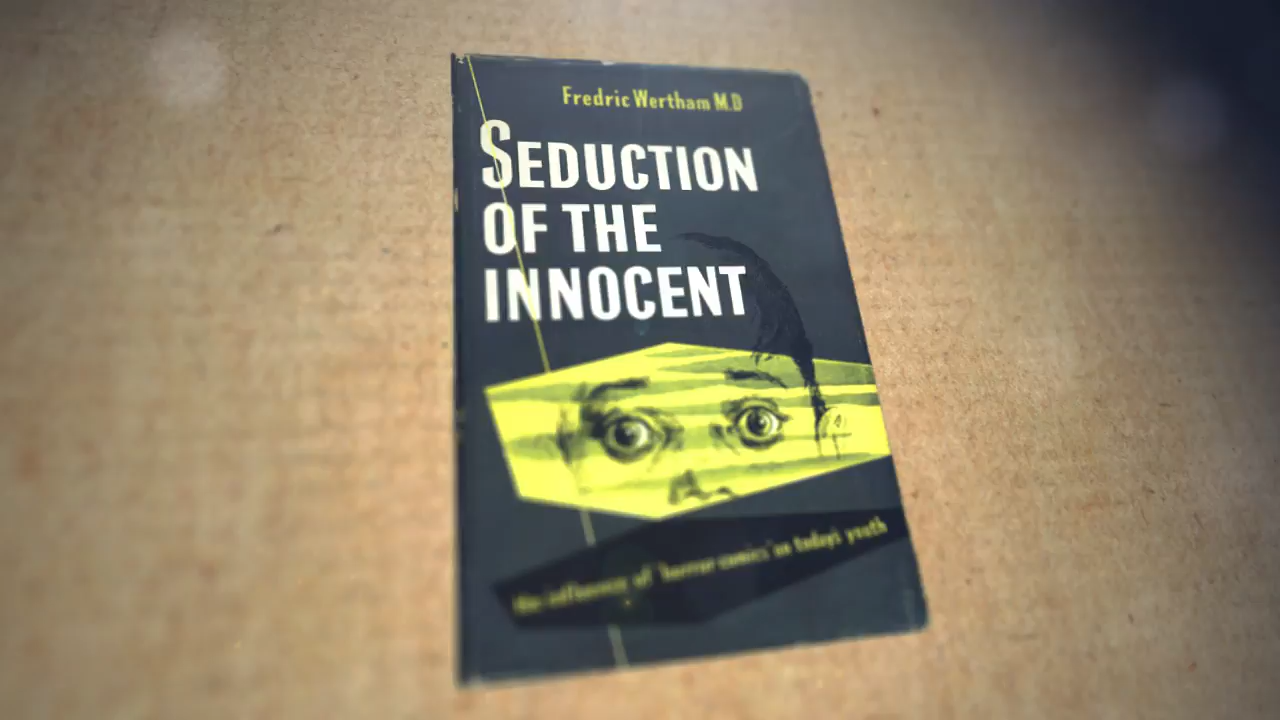 Fredric Wertham M.D
SEDUCTION
OF THE
INNOCENT
the influence of 'horror comics' on today's youth